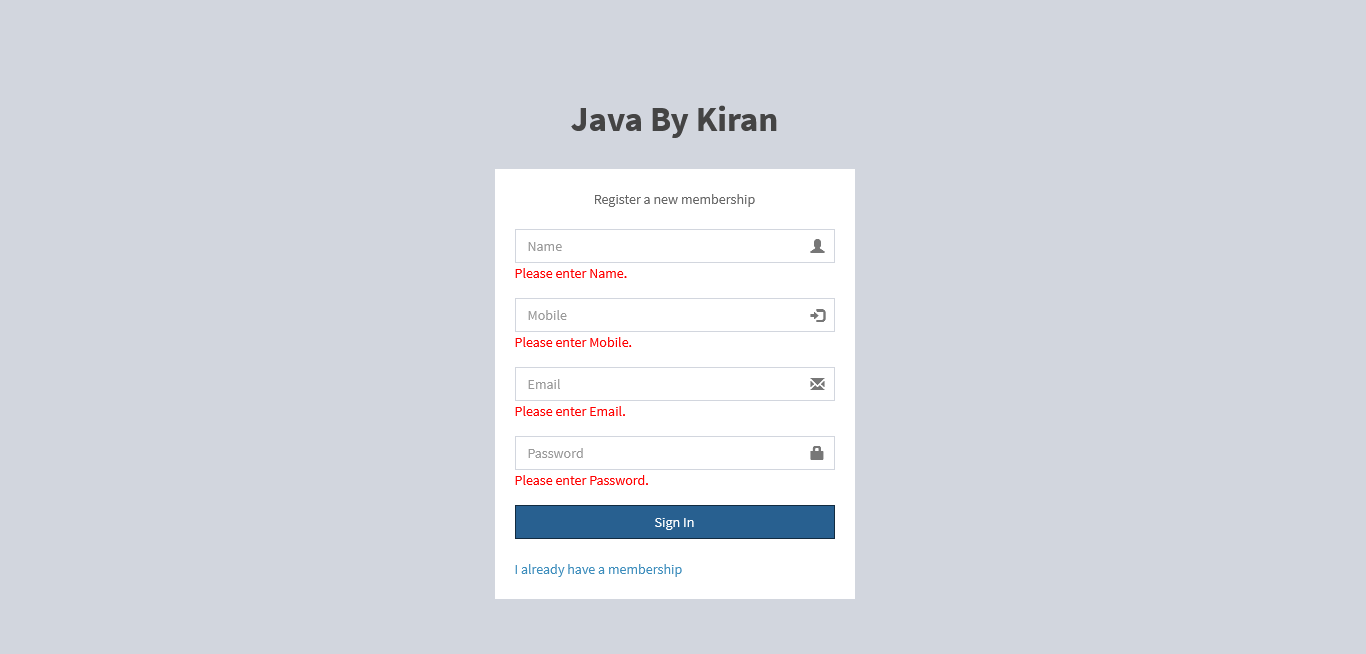 Java By Kiran
Register a new membership
Name
Please enter Name.
Mobile
Please enter Mobile.
Email
Please enter Email.
Password
Please enter Password.
Sign In
I already have a membership